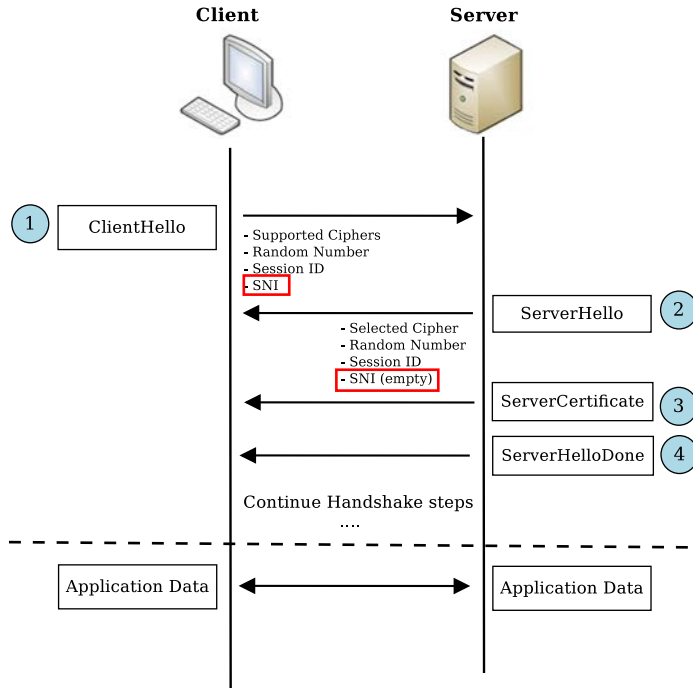 Client
Server
1
ClientHello
- Supported Ciphers
- Random Number
- Session ID
- SNI
ServerHello
2
- Selected Cipher
- Random Number
- Session ID
- SNI (empty)
ServerCertificate
3
ServerHelloDone
4
Continue Handshake steps
....
Application Data
Application Data